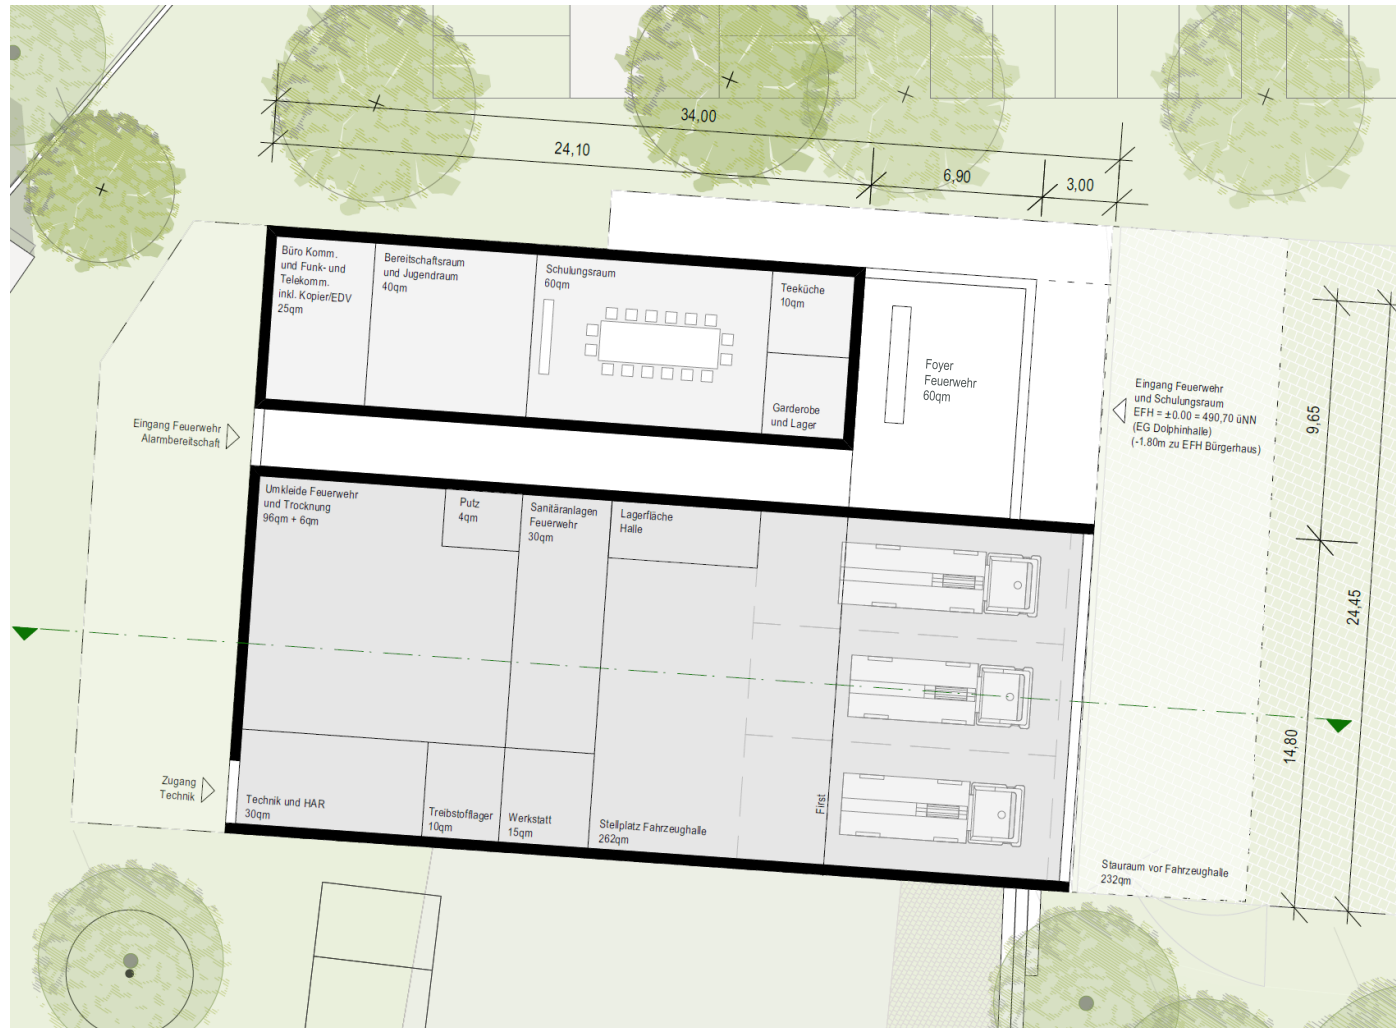 34,00
24,10
6,90
3,00
Büro Komm.
und Funk- und
Telekomm.
inkl. Kopier/EDV
25qm
Bereitschaftsraum
und Jugendraum
40qm
Schulungsraum
60qm
Teeküche
10qm
Garderobe
und Lager
Foyer
Feuerwehr
60qm
Eingang Feuerwehr
und Schulungsraum
EFH = ±0.00 = 490,70 üNN
(EG Dolphinhalle)
(-1.80m zu EFH Bürgerhaus)
9,65
24,45
14,80
Eingang Feuerwehr
Alarmbereitschaft
Umkleide Feuerwehr
und Trocknung
96qm + 6qm
Putz
4qm
Sanitäranlagen
Feuerwehr
30qm
Lagerfläche
Halle
Zugang
Technik
Technik und HAR
30qm
Treibstofflager
10qm
Werkstatt
15qm
Stellplatz Fahrzeughalle
262qm
First
Stauraum vor Fahrzeughalle
232qm